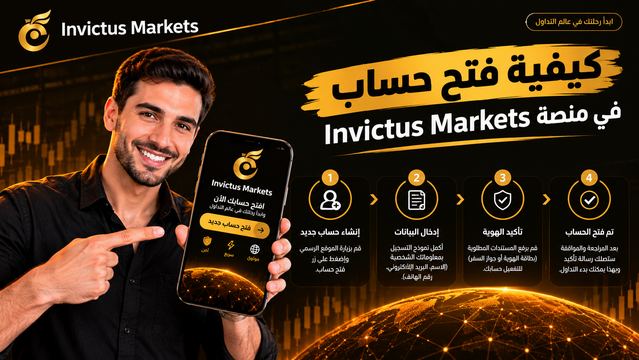 Invictus Markets
ابدأ رحلتك في عالم التداول
كيفية فتح حساب
في منصة Invictus Markets
Invictus Markets
افتح حسابك الآن
وابدأ رحلتك في عالم التداول
فتح حساب جديد
آمن
سريع
موثوق
1
إنشاء حساب جديد
قم بزيارة الموقع الرسمي
واضغط على زر
فتح حساب.
2
إدخال البيانات
أكمل نموذج التسجيل
بمعلوماتك الشخصية
(الاسم، البريد الإلكتروني،
رقم الهاتف).
3
تأكيد الهوية
قم برفع المستندات المطلوبة
(بطاقة الهوية أو جواز السفر)
لتفعيل حسابك.
4
تم فتح الحساب
بعد المراجعة والموافقة
ستصلك رسالة تأكيد
وبهذا يمكنك بدء التداول.